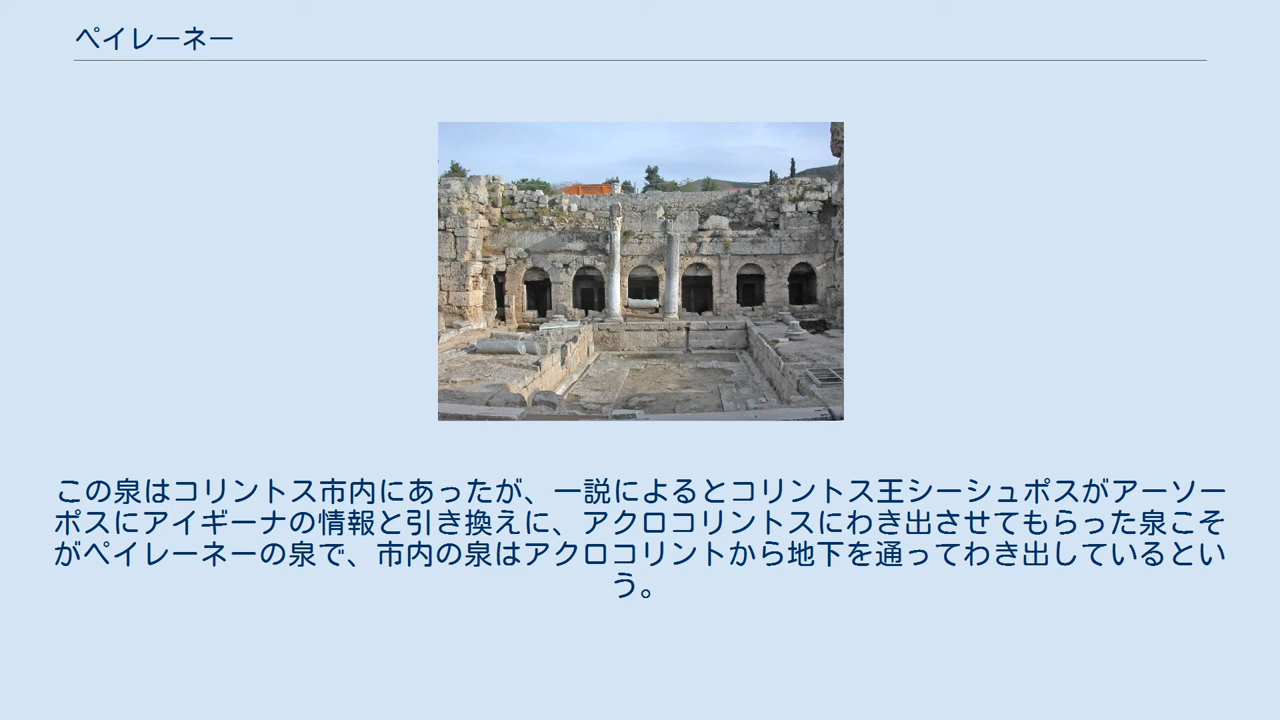 ペイレーネー
この泉はコリントス市内にあったが、一説によるとコリントス王シーシュポスがアーソー
ポスにアイギーナの情報と引き換えに、アクロコリントスにわき出させてもらった泉こそ
がペイレーネーの泉で、市内の泉はアクロコリントから地下を通ってわき出しているとい
う。